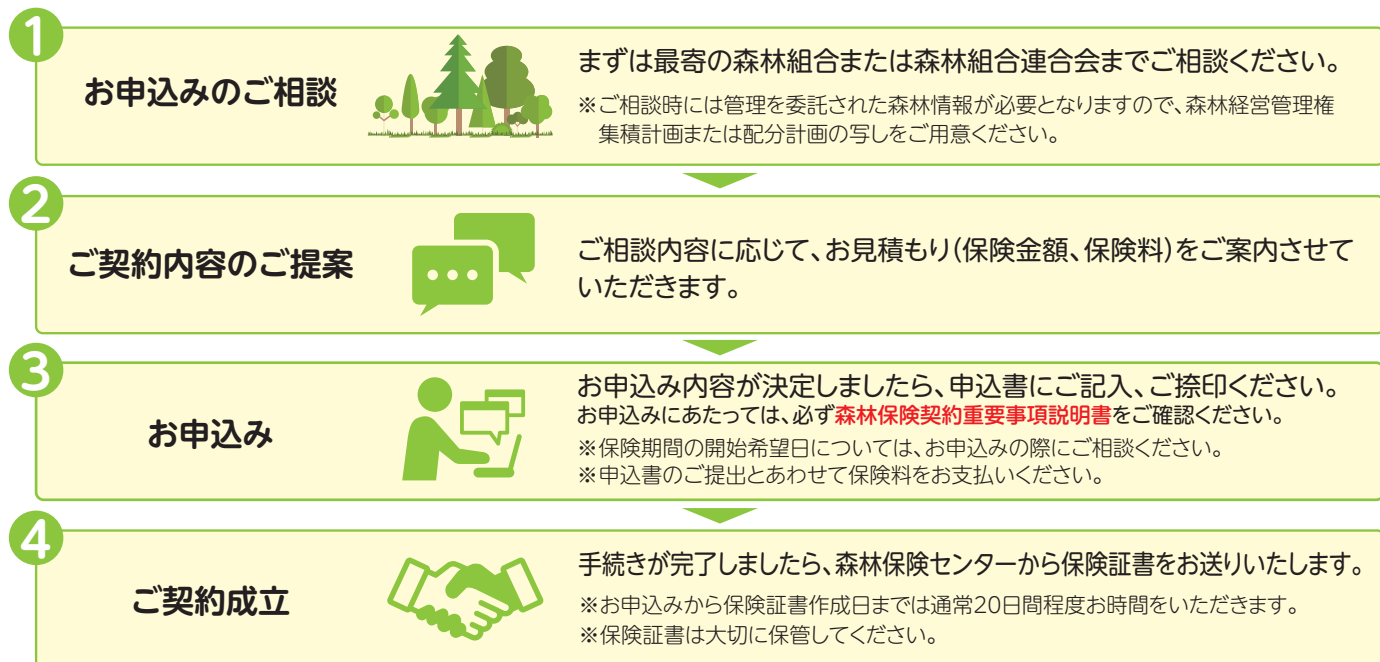 1
お申込みのご相談
まずは最寄の森林組合または森林組合連合会までご相談ください。
※ご相談時には管理を委託された森林情報が必要となりますので、森林経営管理権
集積計画または配分計画の写しをご用意ください。
2
ご契約内容のご提案
ご相談内容に応じて、お見積もり(保険金額、保険料)をご案内させて
いただきます。
3
お申込み
お申込み内容が決定しましたら、申込書にご記入、ご捺印ください。
お申込みにあたっては、必ず森林保険契約重要事項説明書をご確認ください。
※保険期間の開始希望日については、お申込みの際にご相談ください。
※申込書のご提出とあわせて保険料をお支払いください。
4
ご契約成立
手続きが完了しましたら、森林保険センターから保険証書をお送りいたします。
※お申込みから保険証書作成日までは通常20日間程度お時間をいただきます。
※保険証書は大切に保管してください。